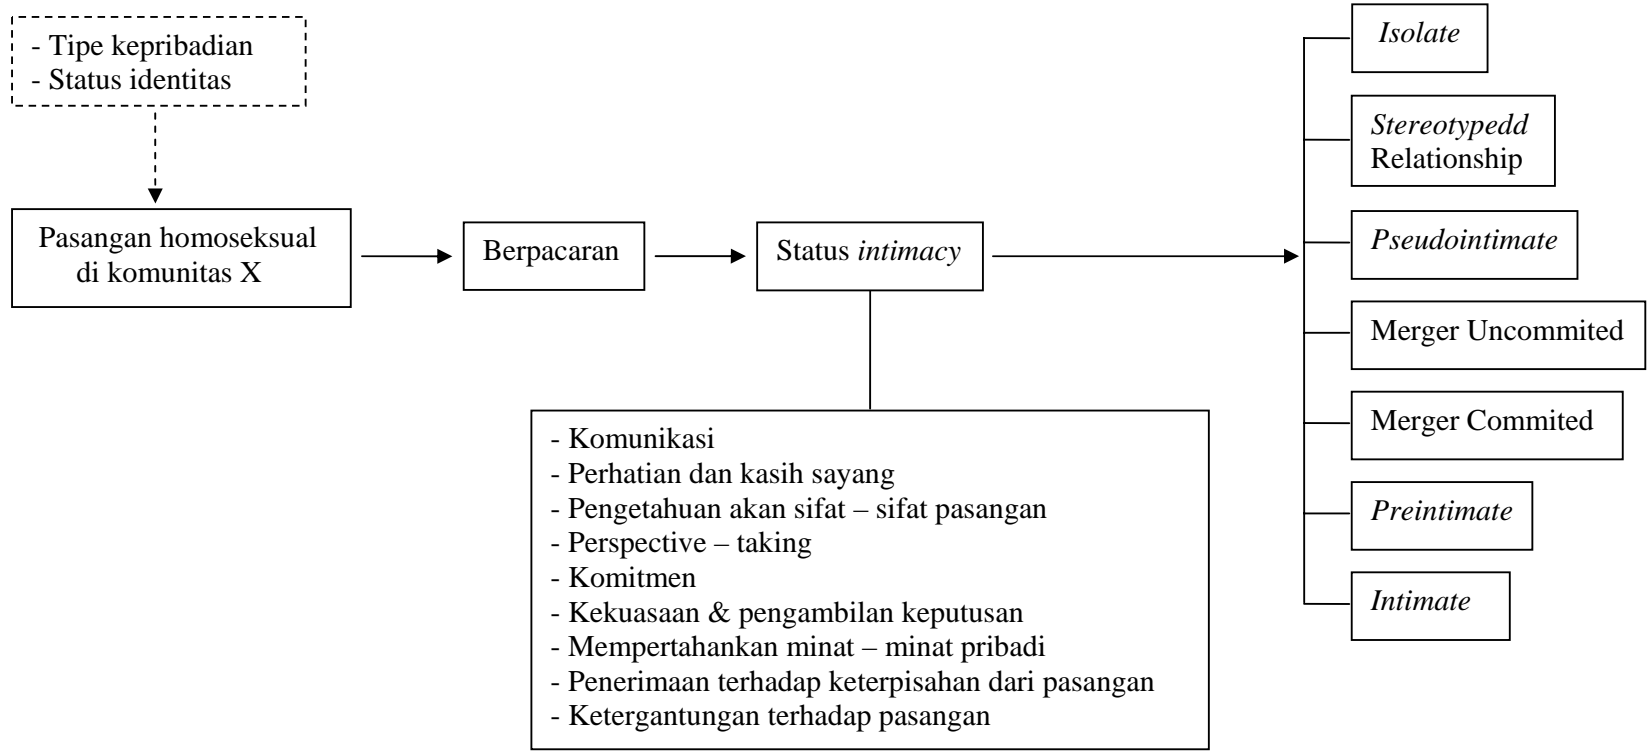 - Tipe kepribadian
- Status identitas
Pasangan homoseksual
di komunitas X
Berpacaran
Status intimacy
- Komunikasi
- Perhatian dan kasih sayang
- Pengetahuan akan sifat – sifat pasangan
- Perspective – taking
- Komitmen
- Kekuasaan & pengambilan keputusan
- Mempertahankan minat – minat pribadi
- Penerimaan terhadap keterpisahan dari pasangan
- Ketergantungan terhadap pasangan
Isolate
Stereotypedd
Relationship
Pseudointimate
Merger Uncommited
Merger Commited
Preintimate
Intimate